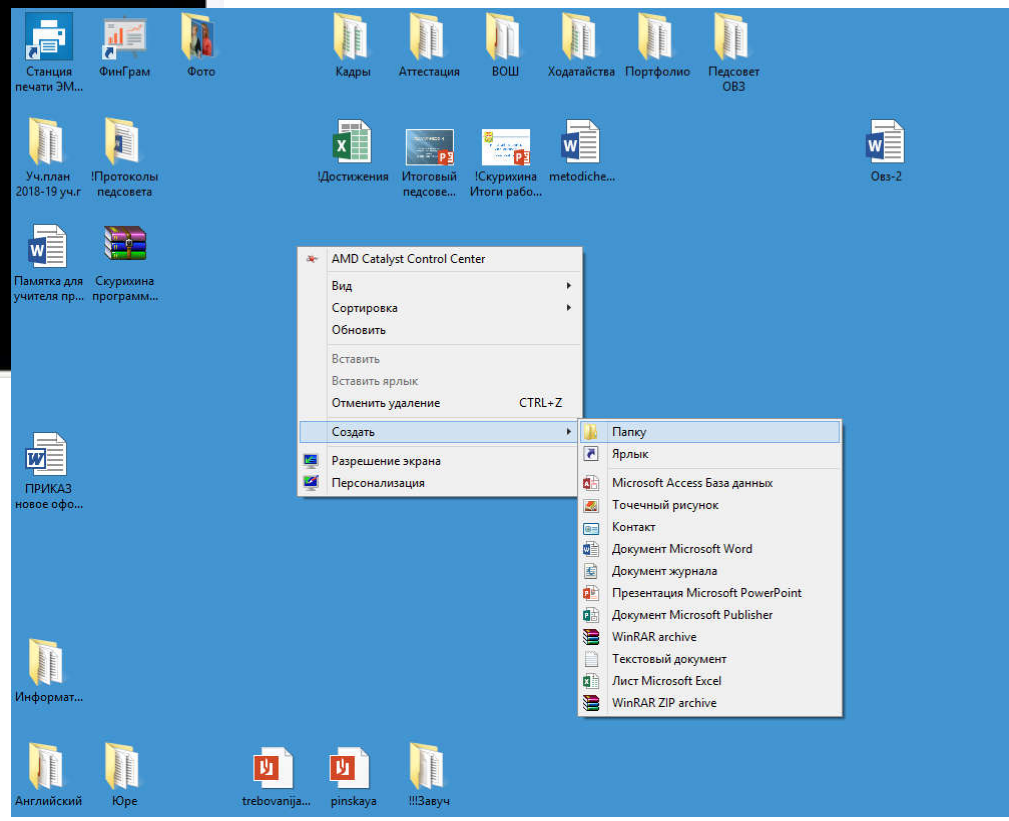 Станция
печати ЭМ...
ФинГрам
Фото
Кадры
Аттестация
ВОШ
Ходатайства
Портфолио
Педсовет
ОВЗ
Уч.план
2018-19 уч.г
!Протоколы
педсовета
!Достижения
Итоговый
педсове...
!Скурихина
Итоги рабо...
metodiche...
Овз-2
Памятка для
учителя пр...
Скурихина
программ...
AMD Catalyst Control Center
Вид
Сортировка
Обновить
Вставить
Вставить ярлык
Отменить удаление CTRL+Z
Создать
Разрешение экрана
Персонализация
Папку
Ярлык
Microsoft Access База данных
Точечный рисунок
Контакт
Документ Microsoft Word
Документ журнала
Презентация Microsoft PowerPoint
Документ Microsoft Publisher
WinRAR archive
Текстовый документ
Лист Microsoft Excel
WinRAR ZIP archive
ПРИКАЗ
новое офо...
Информат...
Английский
Юре
trebovanija...
pinskaya
!!!Завуч